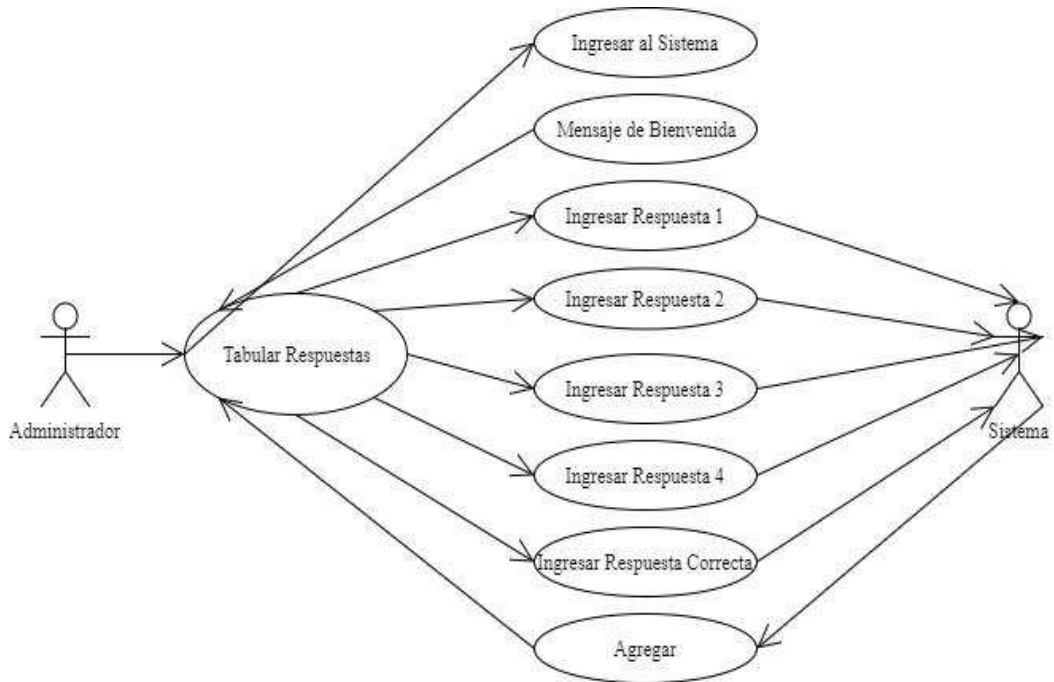 Ingresar al Sistema
Mensaje de Bienvenida
Ingresar Respuesta 1
Ingresar Respuesta 2
Tabular Respuestas
Ingresar Respuesta 3
Administrador
Sistema
Ingresar Respuesta 4
Ingresar Respuesta Correcta
Agregar